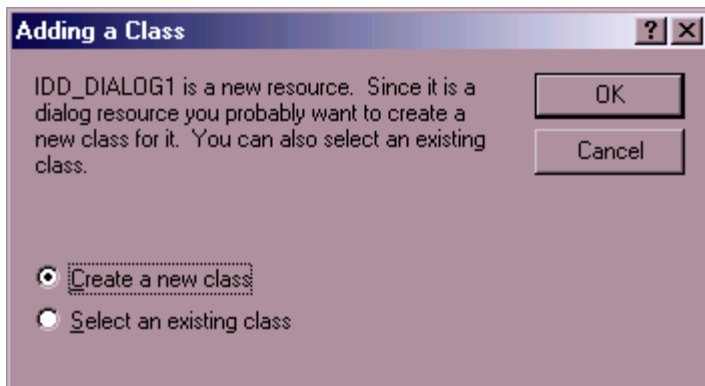 Adding a Class
IDD_DIALOG1 is a new resource.  Since it is a
dialog resource you probably want to create a
new class for it.  You can also select an existing
class.
OK
Cancel
Create a new class
Select an existing class